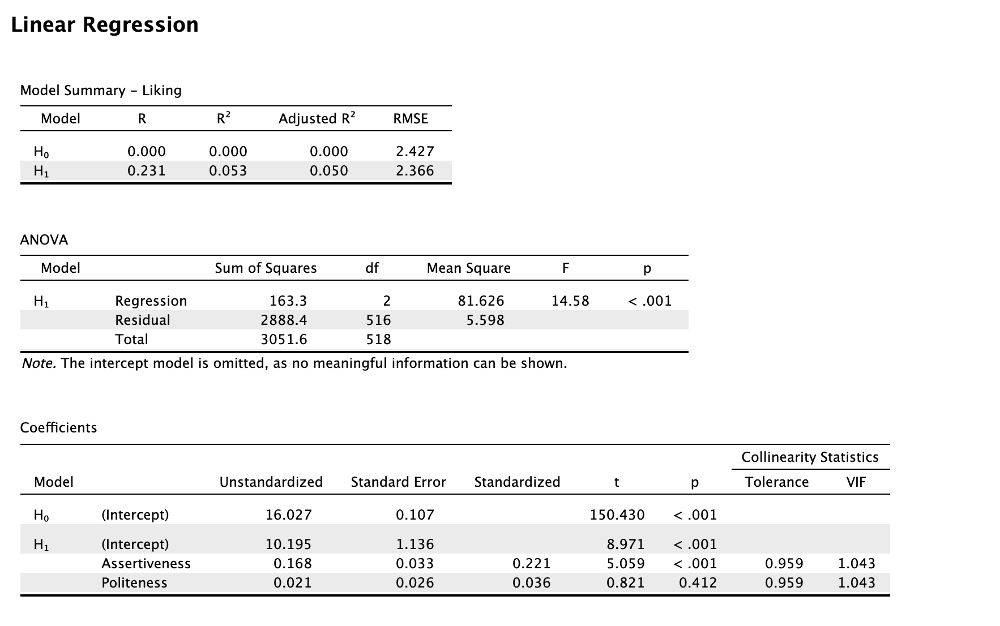 Linear Regression
Model Summary – Liking
Model R R² Adjusted R² RMSE
H₀ 0.000 0.000 0.000 2.427
H₁ 0.231 0.053 0.050 2.366
ANOVA
Model Sum of Squares df Mean Square F p
H₁ Regression 163.3 2 81.626 14.58 < .001
Residual 2888.4 516 5.598
Total 3051.6 518
Note. The intercept model is omitted, as no meaningful information can be shown.
Coefficients
Collinearity Statistics
Model Unstandardized Standard Error Standardized t p Tolerance VIF
H₀ (Intercept) 16.027 0.107 150.430 < .001
H₁ (Intercept) 10.195 1.136 8.971 < .001
Assertiveness 0.168 0.033 0.221 5.059 < .001 0.959 1.043
Politeness 0.021 0.026 0.036 0.821 0.412 0.959 1.043